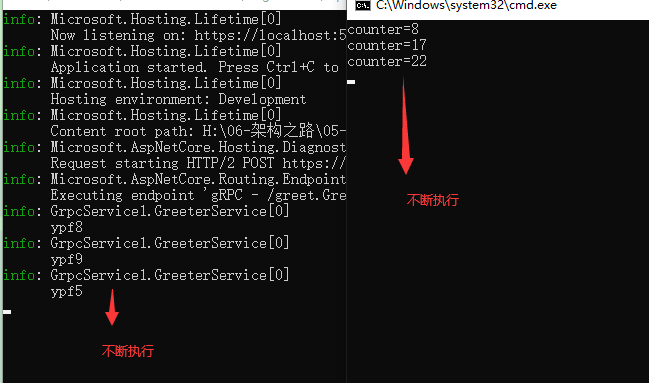 info: Microsoft.Hosting.Lifetime[0]
Now listening on: https://localhost:5
info: Microsoft.Hosting.Lifetime[0]
Application started. Press Ctrl+C to
info: Microsoft.Hosting.Lifetime[0]
Hosting environment: Development
info: Microsoft.Hosting.Lifetime[0]
Content root path: H:\06-架构之路\05-
info: Microsoft.AspNetCore.Hosting.Diagnost
Request starting HTTP/2 POST https://
info: Microsoft.AspNetCore.Routing.Endpoint
Executing endpoint 'gRPC - /greet.Gre
info: GrpcService1.GreeterService[0]
ypf8
info: GrpcService1.GreeterService[0]
ypf9
info: GrpcService1.GreeterService[0]
ypf5
不断执行
C:\Windows\system32\cmd.exe
counter=8
counter=17
counter=22
不断执行